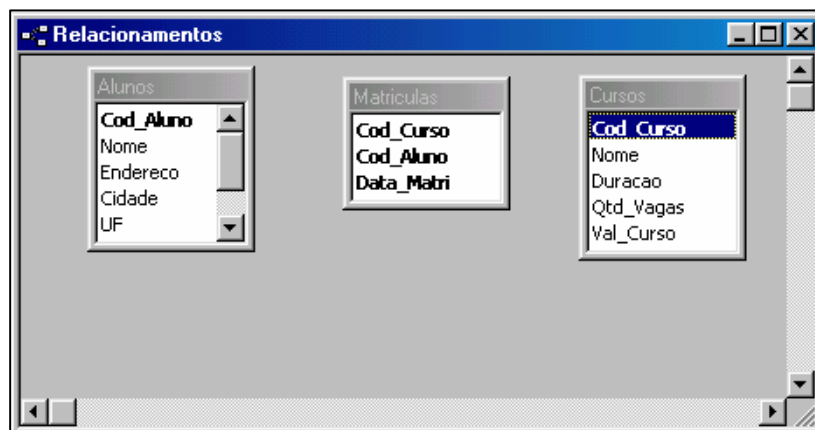 Relacionamentos
Alunos
Cod_Aluno
Nome
Endereco
Cidade
UF
Matriculas
Cod_Curso
Cod_Aluno
Data_Matri
Cursos
Cod_Curso
Nome
Duracao
Qtd_Vagas
Val_Curso